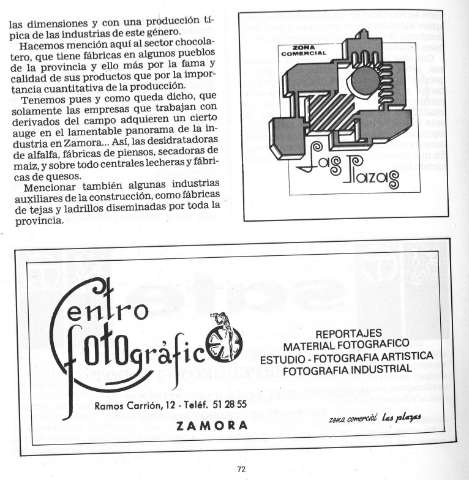 las dimensiones y con una producción tí-
pica de las industrias de este género.
Hacemos mención aquí al sector chocola-
tero, que tiene fábricas en algunos pueblos
de la provincia y ello más por la fama y
calidad de sus productos que por la impor-
tancia cuantitativa de la producción.
Tenemos pues y como queda dicho, que
solamente las empresas que trabajan con
derivados del campo adquieren un cierto
auge en el lamentable panorama de la in-
dustria en Zamora... Así, las desidratadoras
de alfalfa, fábricas de piensos, secadoras de
maiz, y sobre todo centrales lecheras y fábri-
cas de quesos.
Mencionar también algunas industrias
auxiliares de la construcción, como fábricas
de tejas y ladrillos diseminadas por toda la
provincia.
ZONA
COMERCIAL
Las Plazas
Centro
fotogràfico
Ramos Carrión, 12 - Teléf. 51 28 55
ZAMORA
REPORTAJES
MATERIAL FOTOGRAFICO
ESTUDIO - FOTOGRAFIA ARTISTICA
FOTOGRAFIA INDUSTRIAL
zona comercial las plazas
72